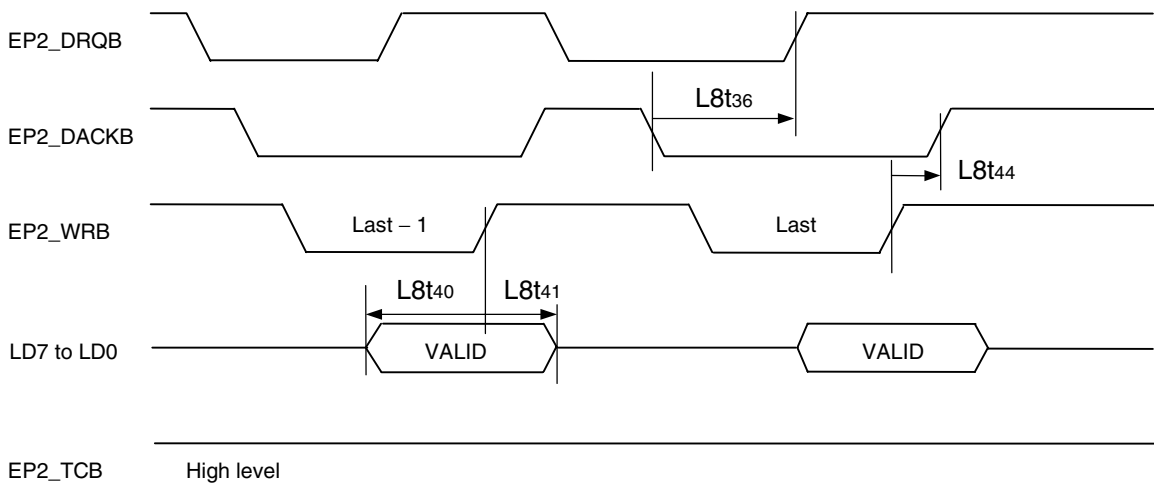 EP2_DRQB
L8t36
EP2_DACKB
L8t44
EP2_WRB
Last – 1
Last
L8t40
L8t41
LD7 to LD0
VALID
VALID
EP2_TCB
High level